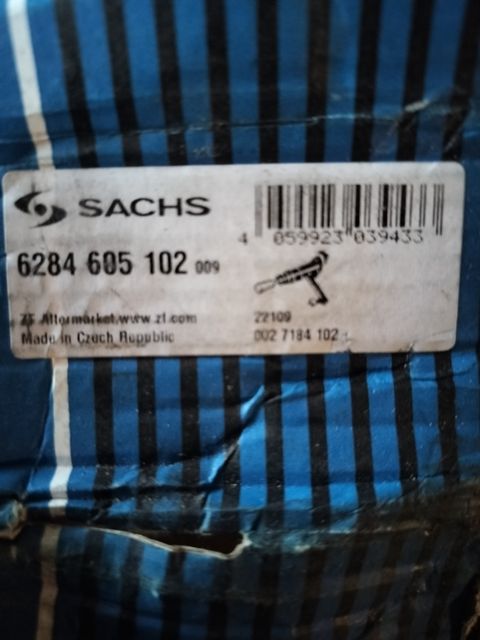 SACHS
4 059923 039433
6284 605 102 009
ZF Aftermarket.www.zf.com
Made in Czech Republic
22109
002 7184 102